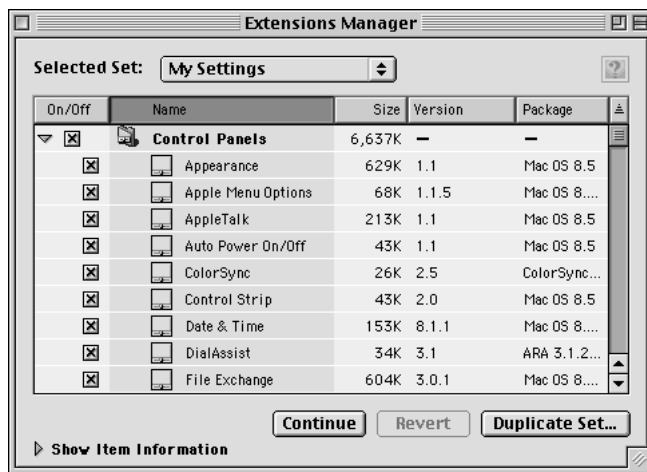 Extensions Manager
Selected Set: My Settings
On/Off Name Size Version Package
Control Panels 6,637K — —
Appearance 629K 1.1 Mac OS 8.5
Apple Menu Options 68K 1.1.5 Mac OS 8....
AppleTalk 213K 1.1 Mac OS 8.5
Auto Power On/Off 43K 1.1 Mac OS 8.5
ColorSync 26K 2.5 ColorSync...
Control Strip 43K 2.0 Mac OS 8.5
Date & Time 153K 8.1.1 Mac OS 8....
DialAssist 34K 3.1 ARA 3.1.2...
File Exchange 604K 3.0.1 Mac OS 8....
Continue Revert Duplicate Set...
Show Item Information